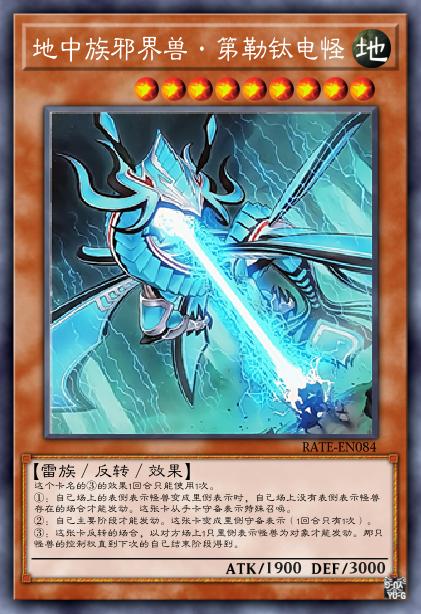 地中族邪界兽·第勒钛电怪 地
RATE-EN084
【雷族 / 反转 / 效果】
这个卡名的③的效果1回合只能使用1次。
①：自己场上的表侧表示怪兽变成里侧表示时，自己场上没有表侧表示怪兽
存在的场合才能发动。这张卡从手卡守备表示特殊召唤。
②：自己主要阶段才能发动。这张卡变成里侧守备表示（1回合只有1次）。
③：这张卡反转的场合，以对方场上1只里侧表示怪兽为对象才能发动。那只
怪兽的控制权直到下次的自己结束阶段得到。
ATK/1900 DEF/3000